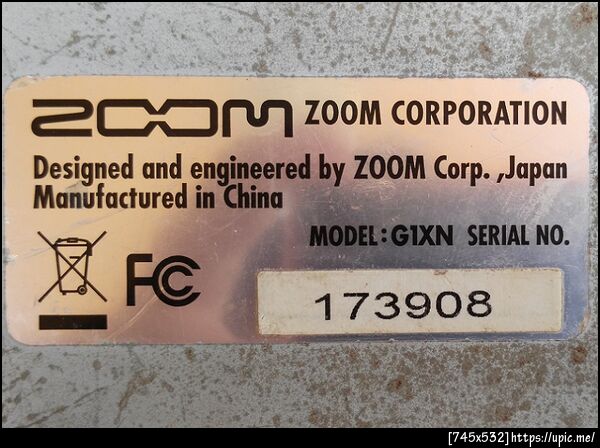 ZOOM ZOOM CORPORATION
Designed and engineered by ZOOM Corp. ,Japan
Manufactured in China
MODEL: G1XN SERIAL NO.
FC
173908
[745x532]https://upic.me/